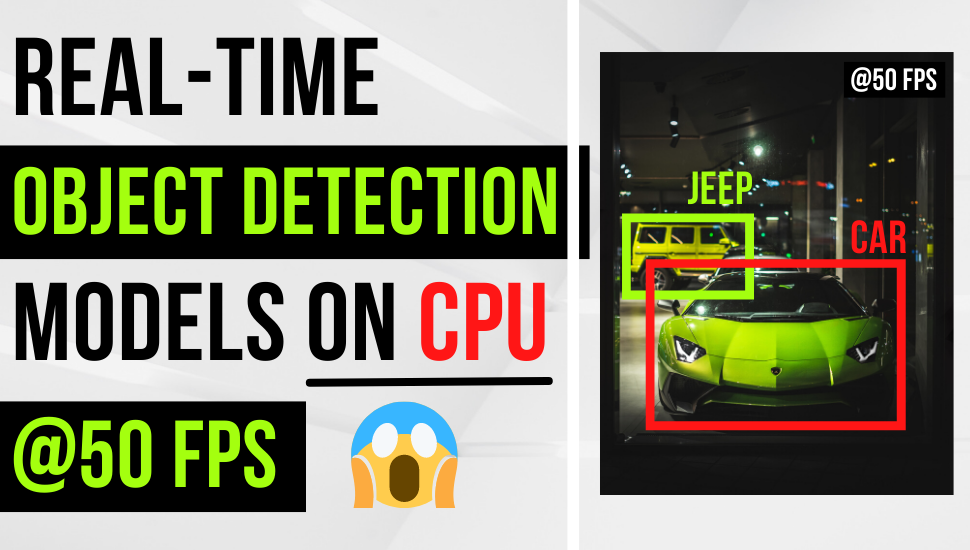 REAL-TIME
OBJECT DETECTION
MODELS ON CPU
@50 FPS
@50 FPS
JEEP
CAR